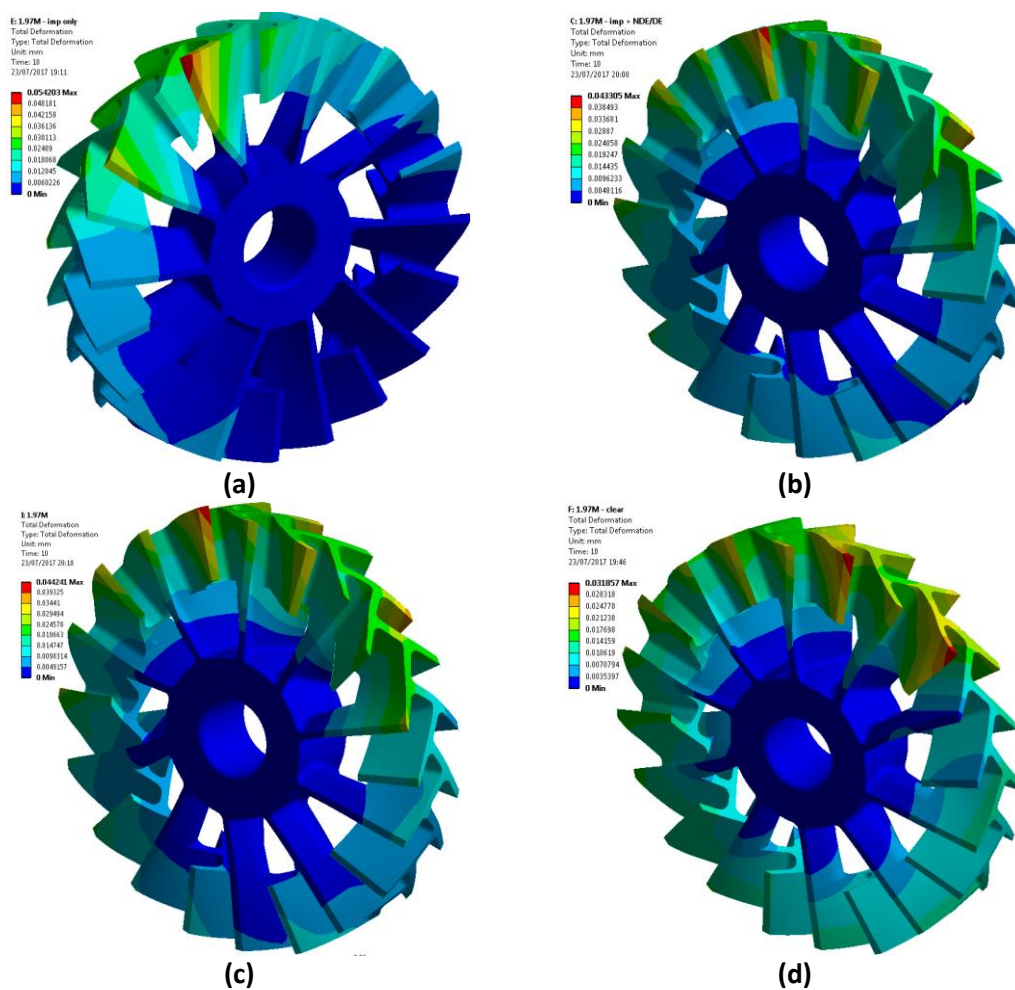 E: 1.97M - imp only
Total Deformation
Type: Total Deformation
Unit: mm
Time: 10
23/07/2017 19:11
0.054203 Max
0.048181
0.042158
0.036136
0.030113
0.02409
0.018068
0.012045
0.0060226
0 Min
(a)
C: 1.97M - imp + NDE/DE
Total Deformation
Type: Total Deformation
Unit: mm
Time: 10
23/07/2017 20:00
0.043305 Max
0.038493
0.033681
0.02887
0.024058
0.019247
0.014435
0.0096233
0.0048116
0 Min
(b)
I: 1.97M
Total Deformation
Type: Total Deformation
Unit: mm
Time: 10
23/07/2017 20:18
0.044241 Max
0.039325
0.03441
0.029494
0.024578
0.019663
0.014747
0.0098314
0.0049157
0 Min
(c)
F: 1.97M - clear
Total Deformation
Type: Total Deformation
Unit: mm
Time: 10
23/07/2017 19:46
0.031857 Max
0.028318
0.024778
0.021238
0.017698
0.014159
0.010619
0.0070794
0.0035397
0 Min
(d)